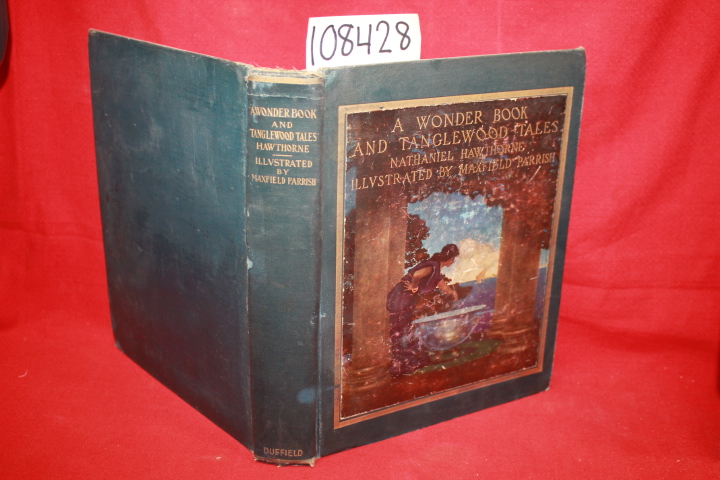 108428
A WONDER BOOK
AND
TANGLEWOOD TALES
HAWTHORNE
ILLVSTRATED
BY
MAXFIELD PARRISH
DUFFIELD
A WONDER BOOK
AND TANGLEWOOD TALES
NATHANIEL HAWTHORNE
ILLVSTRATED BY MAXFIELD PARRISH